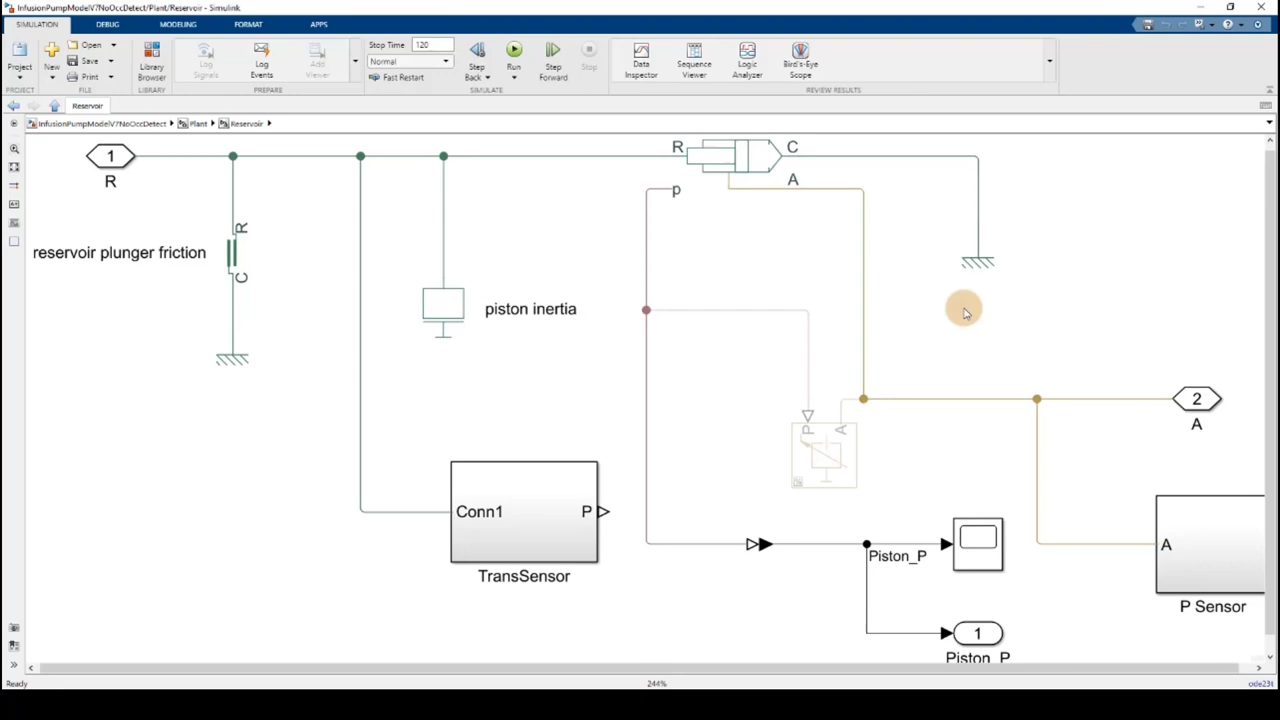 InfusionPumpModelV7NoOccDetect/Plant/Reservoir - Simulink
SIMULATION DEBUG MODELING FORMAT APPS
Project
New
Open
Save
Print
Library Browser
Log Signals
Log Events
Add Viewer
Stop Time 120
Normal
Fast Restart
Step Back
Run
Step Forward
Stop
Data Inspector
Sequence Viewer
Logic Analyzer
Bird's-Eye Scope
PROJECT FILE LIBRARY PREPARE SIMULATE REVIEW RESULTS
Reservoir
InfusionPumpModelV7NoOccDetect Plant Reservoir
1
R
R
C
A
p
reservoir plunger friction
R
C
piston inertia
2
A
P
A
Conn1
P
TransSensor
Piston_P
A
P Sensor
1
Piston_P
Ready
244%
ode23t